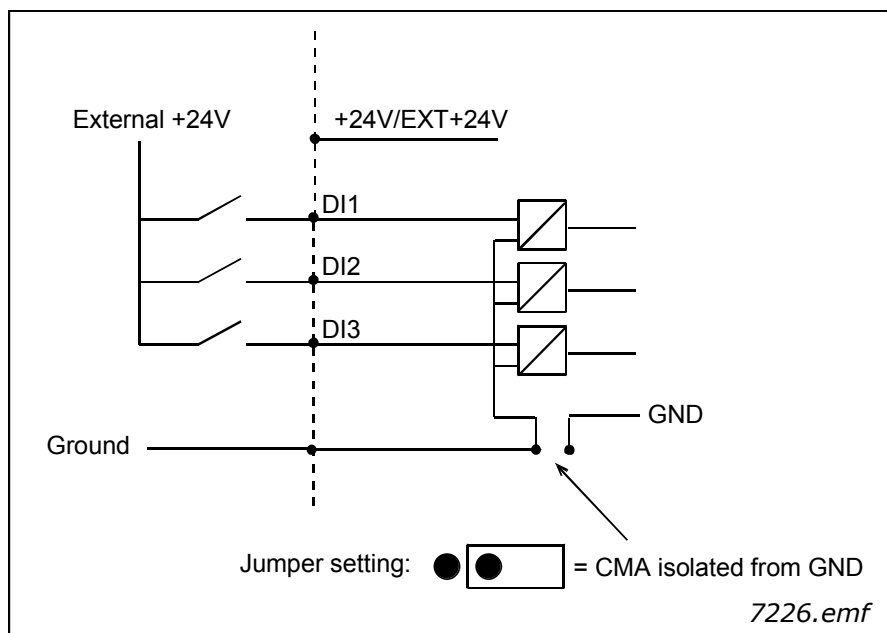 External +24V
+24V/EXT+24V
DI1
DI2
DI3
GND
Ground
Jumper setting:
= CMA isolated from GND
7226.emf